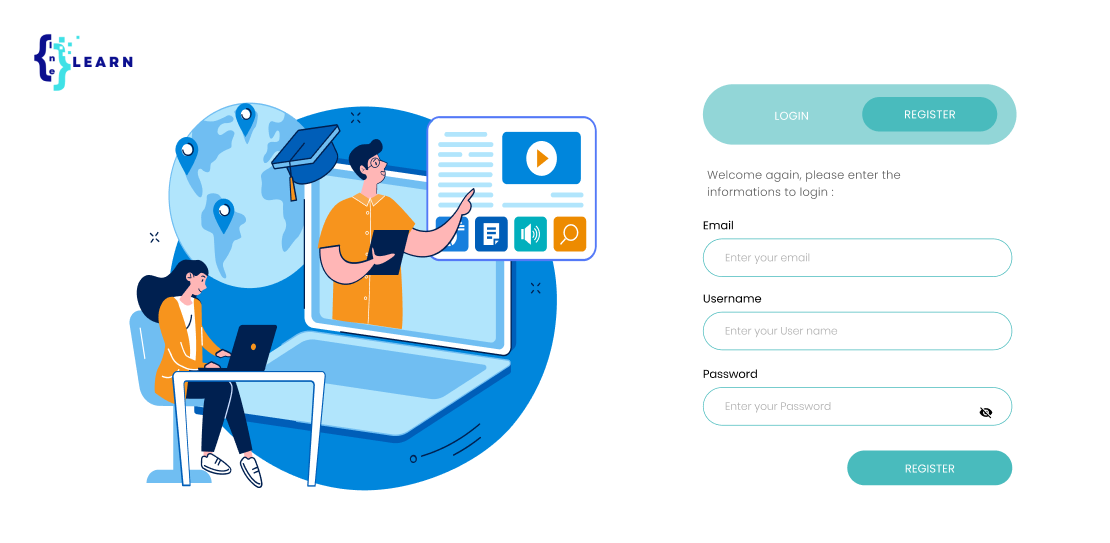 Ine
LEARN
LOGIN
REGISTER
Welcome again, please enter the
informations to login :
Email
Enter your email
Username
Enter your User name
Password
Enter your Password
REGISTER